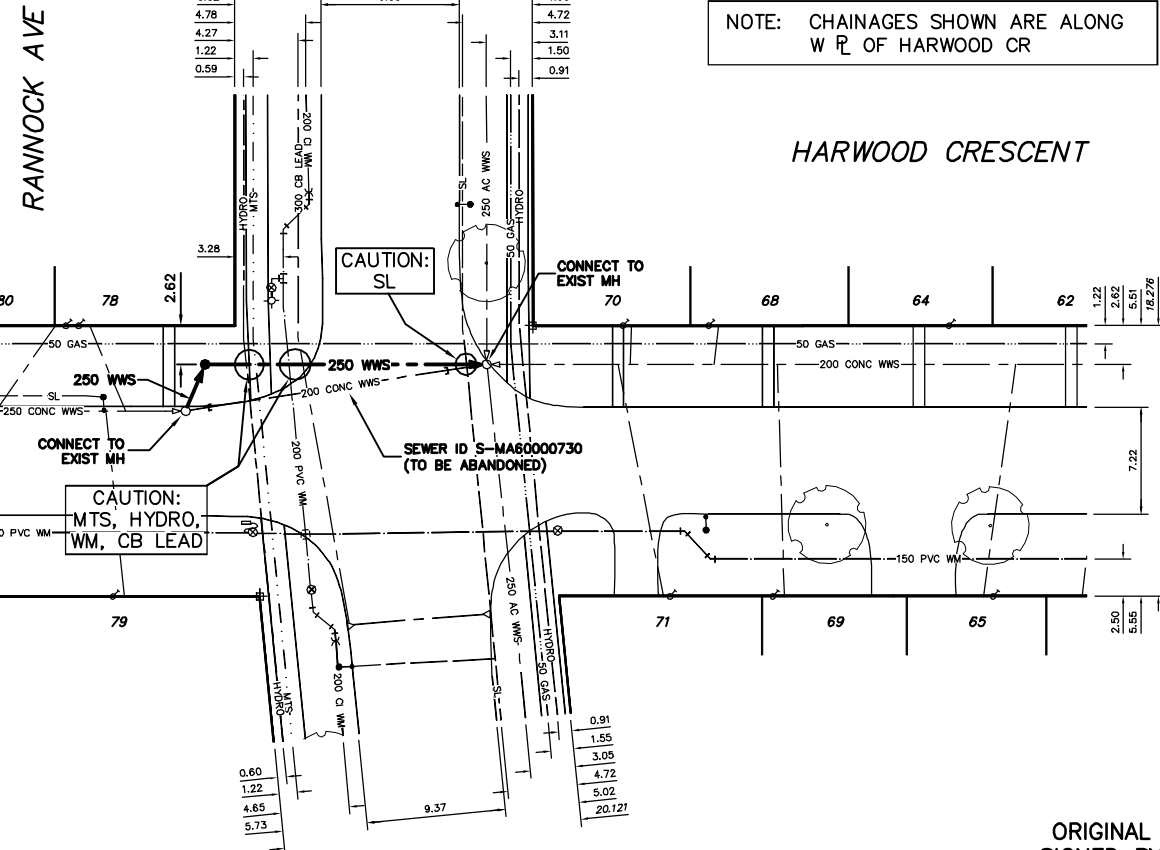 RANNOCK AVE
4.78
4.27
1.22
0.59
4.72
3.11
1.50
0.91
NOTE: CHAINAGES SHOWN ARE ALONG
W PL OF HARWOOD CR
HARWOOD CRESCENT
200 CI WM
300 CB LEAD
HYDRO
MTS
SL
250 AC WWS
50 GAS
HYDRO
3.28
2.62
CAUTION:
SL
CONNECT TO
EXIST MH
80
78
70
68
64
62
1.22
2.62
5.51
18.276
50 GAS
50 GAS
250 WWS
200 CONC WWS
250 WWS
200 CONC WWS
SL
250 CONC WWS
CONNECT TO
EXIST MH
SEWER ID S-MA60000730
(TO BE ABANDONED)
200 PVC WM
7.22
CAUTION:
MTS, HYDRO,
WM, CB LEAD
PVC WM
150 PVC WM
250 AC WWS
79
71
69
65
2.50
5.55
HYDRO
50 GAS
HYDRO
MTS
200 CI WM
SL
0.60
1.22
4.65
5.73
9.37
0.91
1.55
3.05
4.72
5.02
20.121
ORIGINAL